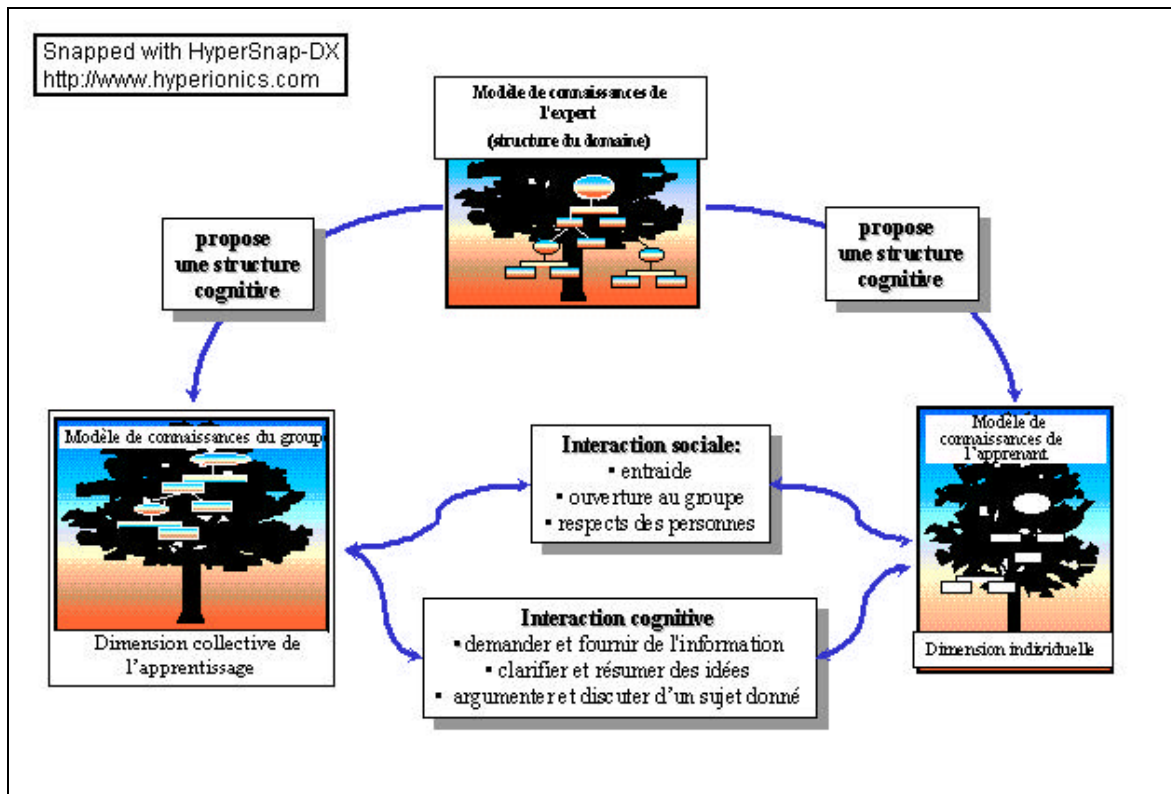 Snapped with HyperSnap-DX
http://www.hyperionics.com
Modèle de connaissances de
l'expert
(structure du domaine)
propose
une structure
cognitive
propose
une structure
cognitive
Modèle de connaissances du groupe
Dimension collective de
l'apprentissage
Interaction sociale:
▪ entraide
▪ ouverture au groupe
▪ respects des personnes
Interaction cognitive
▪ demander et fournir de l'information
▪ clarifier et résumer des idées
▪ argumenter et discuter d'un sujet donné
Modèle de
connaissances de
l'apprenant
Dimension individuelle